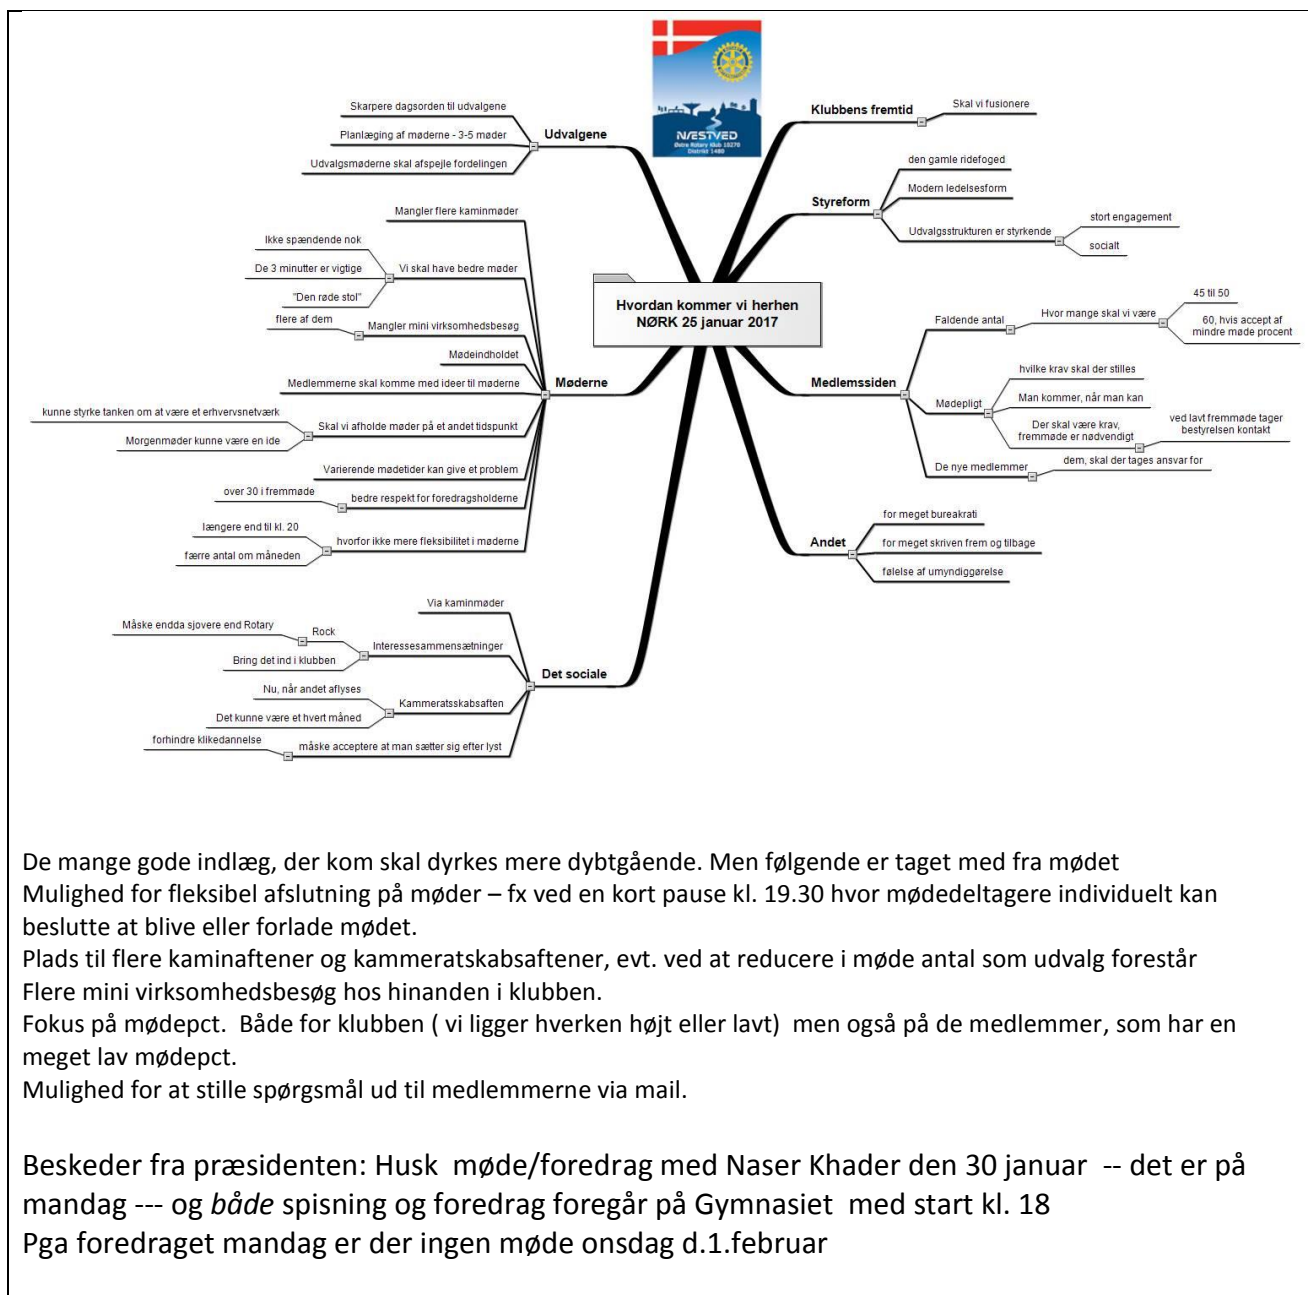 NÆSTVED
Østre Rotary Klub 15270
Distrikt 1480
Hvordan kommer vi herhen
NØRK 25 januar 2017
Udvalgene
Skarpere dagsorden til udvalgene
Planlæging af møderne - 3-5 møder
Udvalgsmøderne skal afspejle fordelingen
Møderne
Mangler flere kaminmøder
Vi skal have bedre møder
Ikke spændende nok
De 3 minutter er vigtige
"Den røde stol"
Mangler mini virksomhedsbesøg
flere af dem
Mødeindholdet
Medlemmerne skal komme med ideer til møderne
Skal vi afholde møder på et andet tidspunkt
kunne styrke tanken om at være et erhvervsnetværk
Morgenmøder kunne være en ide
Varierende mødetider kan give et problem
bedre respekt for foredragsholderne
over 30 i fremmøde
hvorfor ikke mere fleksibilitet i møderne
længere end til kl. 20
færre antal om måneden
Det sociale
Via kaminmøder
Interessesammensætninger
Rock
Måske endda sjovere end Rotary
Bring det ind i klubben
Kammeratsskabsaften
Nu, når andet aflyses
Det kunne være et hvert måned
måske acceptere at man sætter sig efter lyst
forhindre klikedannelse
Klubbens fremtid
Skal vi fusionere
Styreform
den gamle ridefoged
Modern ledelsesform
Udvalgsstrukturen er styrkende
stort engagement
socialt
Medlemssiden
Faldende antal
Hvor mange skal vi være
45 til 50
60, hvis accept af
mindre møde procent
Mødepligt
hvilke krav skal der stilles
Man kommer, når man kan
Der skal være krav,
fremmøde er nødvendigt
ved lavt fremmøde tager
bestyrelsen kontakt
De nye medlemmer
dem, skal der tages ansvar for
Andet
for meget bureakrati
for meget skriven frem og tilbage
følelse af umyndiggørelse
De mange gode indlæg, der kom skal dyrkes mere dybtgående. Men følgende er taget med fra mødet
Mulighed for fleksibel afslutning på møder – fx ved en kort pause kl. 19.30 hvor mødedeltagere individuelt kan
beslutte at blive eller forlade mødet.
Plads til flere kaminaftener og kammeratskabsaftener, evt. ved at reducere i møde antal som udvalg forestår
Flere mini virksomhedsbesøg hos hinanden i klubben.
Fokus på mødepct.  Både for klubben ( vi ligger hverken højt eller lavt)  men også på de medlemmer, som har en
meget lav mødepct.
Mulighed for at stille spørgsmål ud til medlemmerne via mail.
Beskeder fra præsidenten: Husk  møde/foredrag med Naser Khader den 30 januar  -- det er på
mandag --- og både spisning og foredrag foregår på Gymnasiet  med start kl. 18
Pga foredraget mandag er der ingen møde onsdag d.1.februar